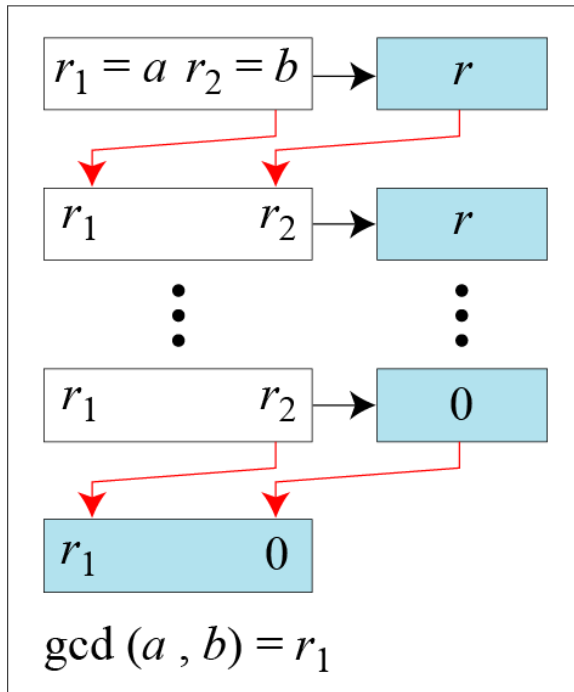 r₁ = a r₂ = b r
r₁ r₂ r
r₁ r₂ 0
r₁ 0
gcd (a , b) = r₁